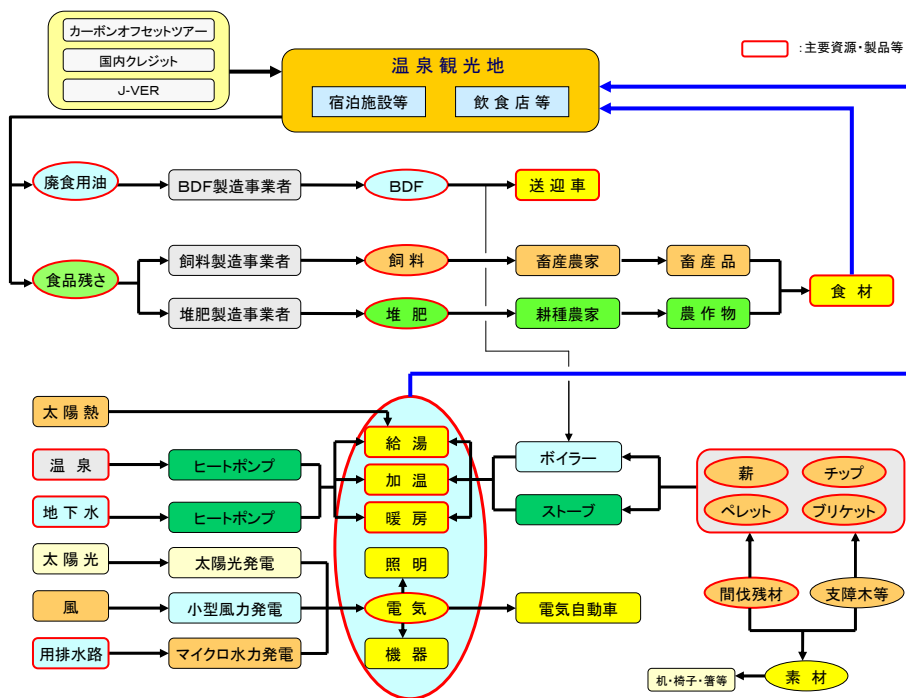 カーボンオフセットツアー
国内クレジット
J-VER
温泉観光地
宿泊施設等
飲食店等
:主要資源・製品等
廃食用油
BDF製造事業者
BDF
送迎車
食品残さ
飼料製造事業者
飼料
畜産農家
畜産品
堆肥製造事業者
堆肥
耕種農家
農作物
食材
太陽熱
給湯
温泉
ヒートポンプ
加温
地下水
ヒートポンプ
暖房
ボイラー
ストーブ
薪
チップ
ペレット
ブリケット
太陽光
太陽光発電
照明
風
小型風力発電
電気
電気自動車
間伐残材
支障木等
用排水路
マイクロ水力発電
機器
机・椅子・箸等
素材